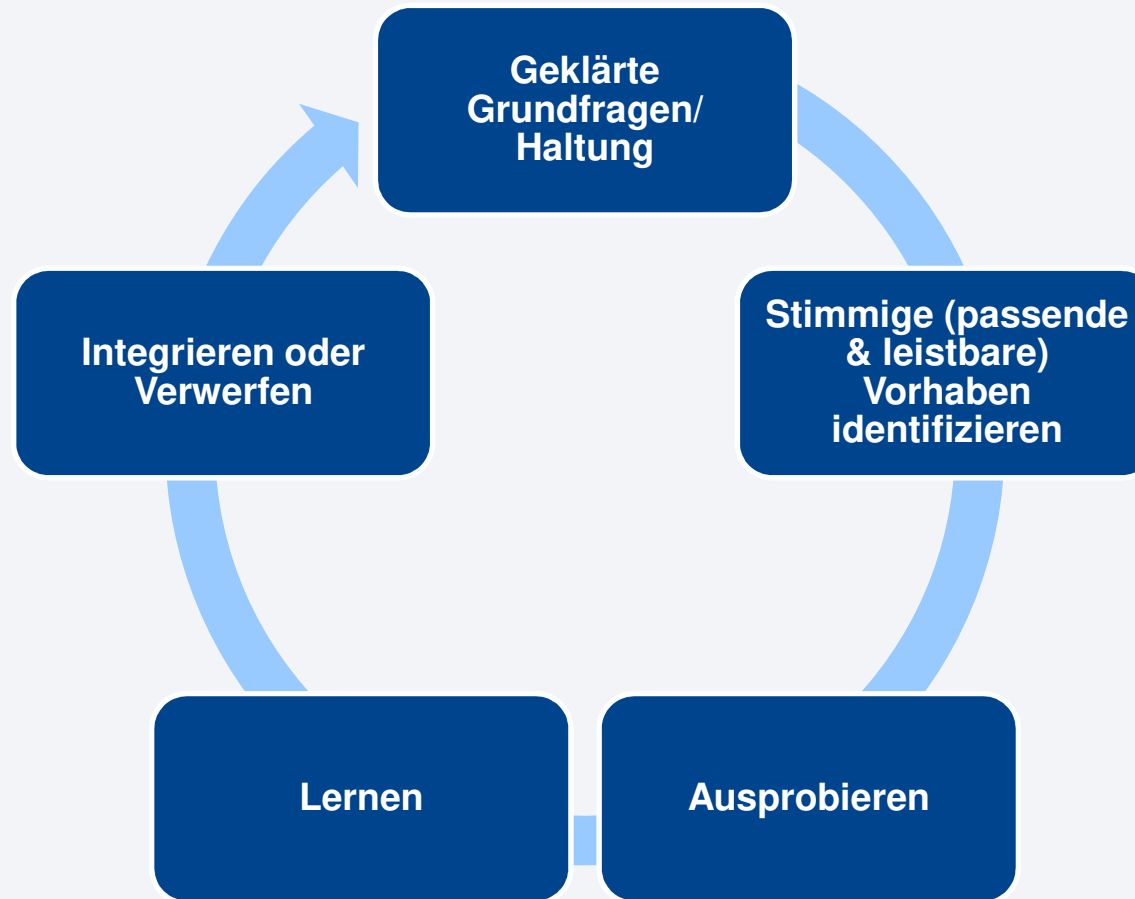 Geklärte
Grundfragen/
Haltung
Stimmige (passende
& leistbare)
Vorhaben
identifizieren
Ausprobieren
Lernen
Integrieren oder
Verwerfen